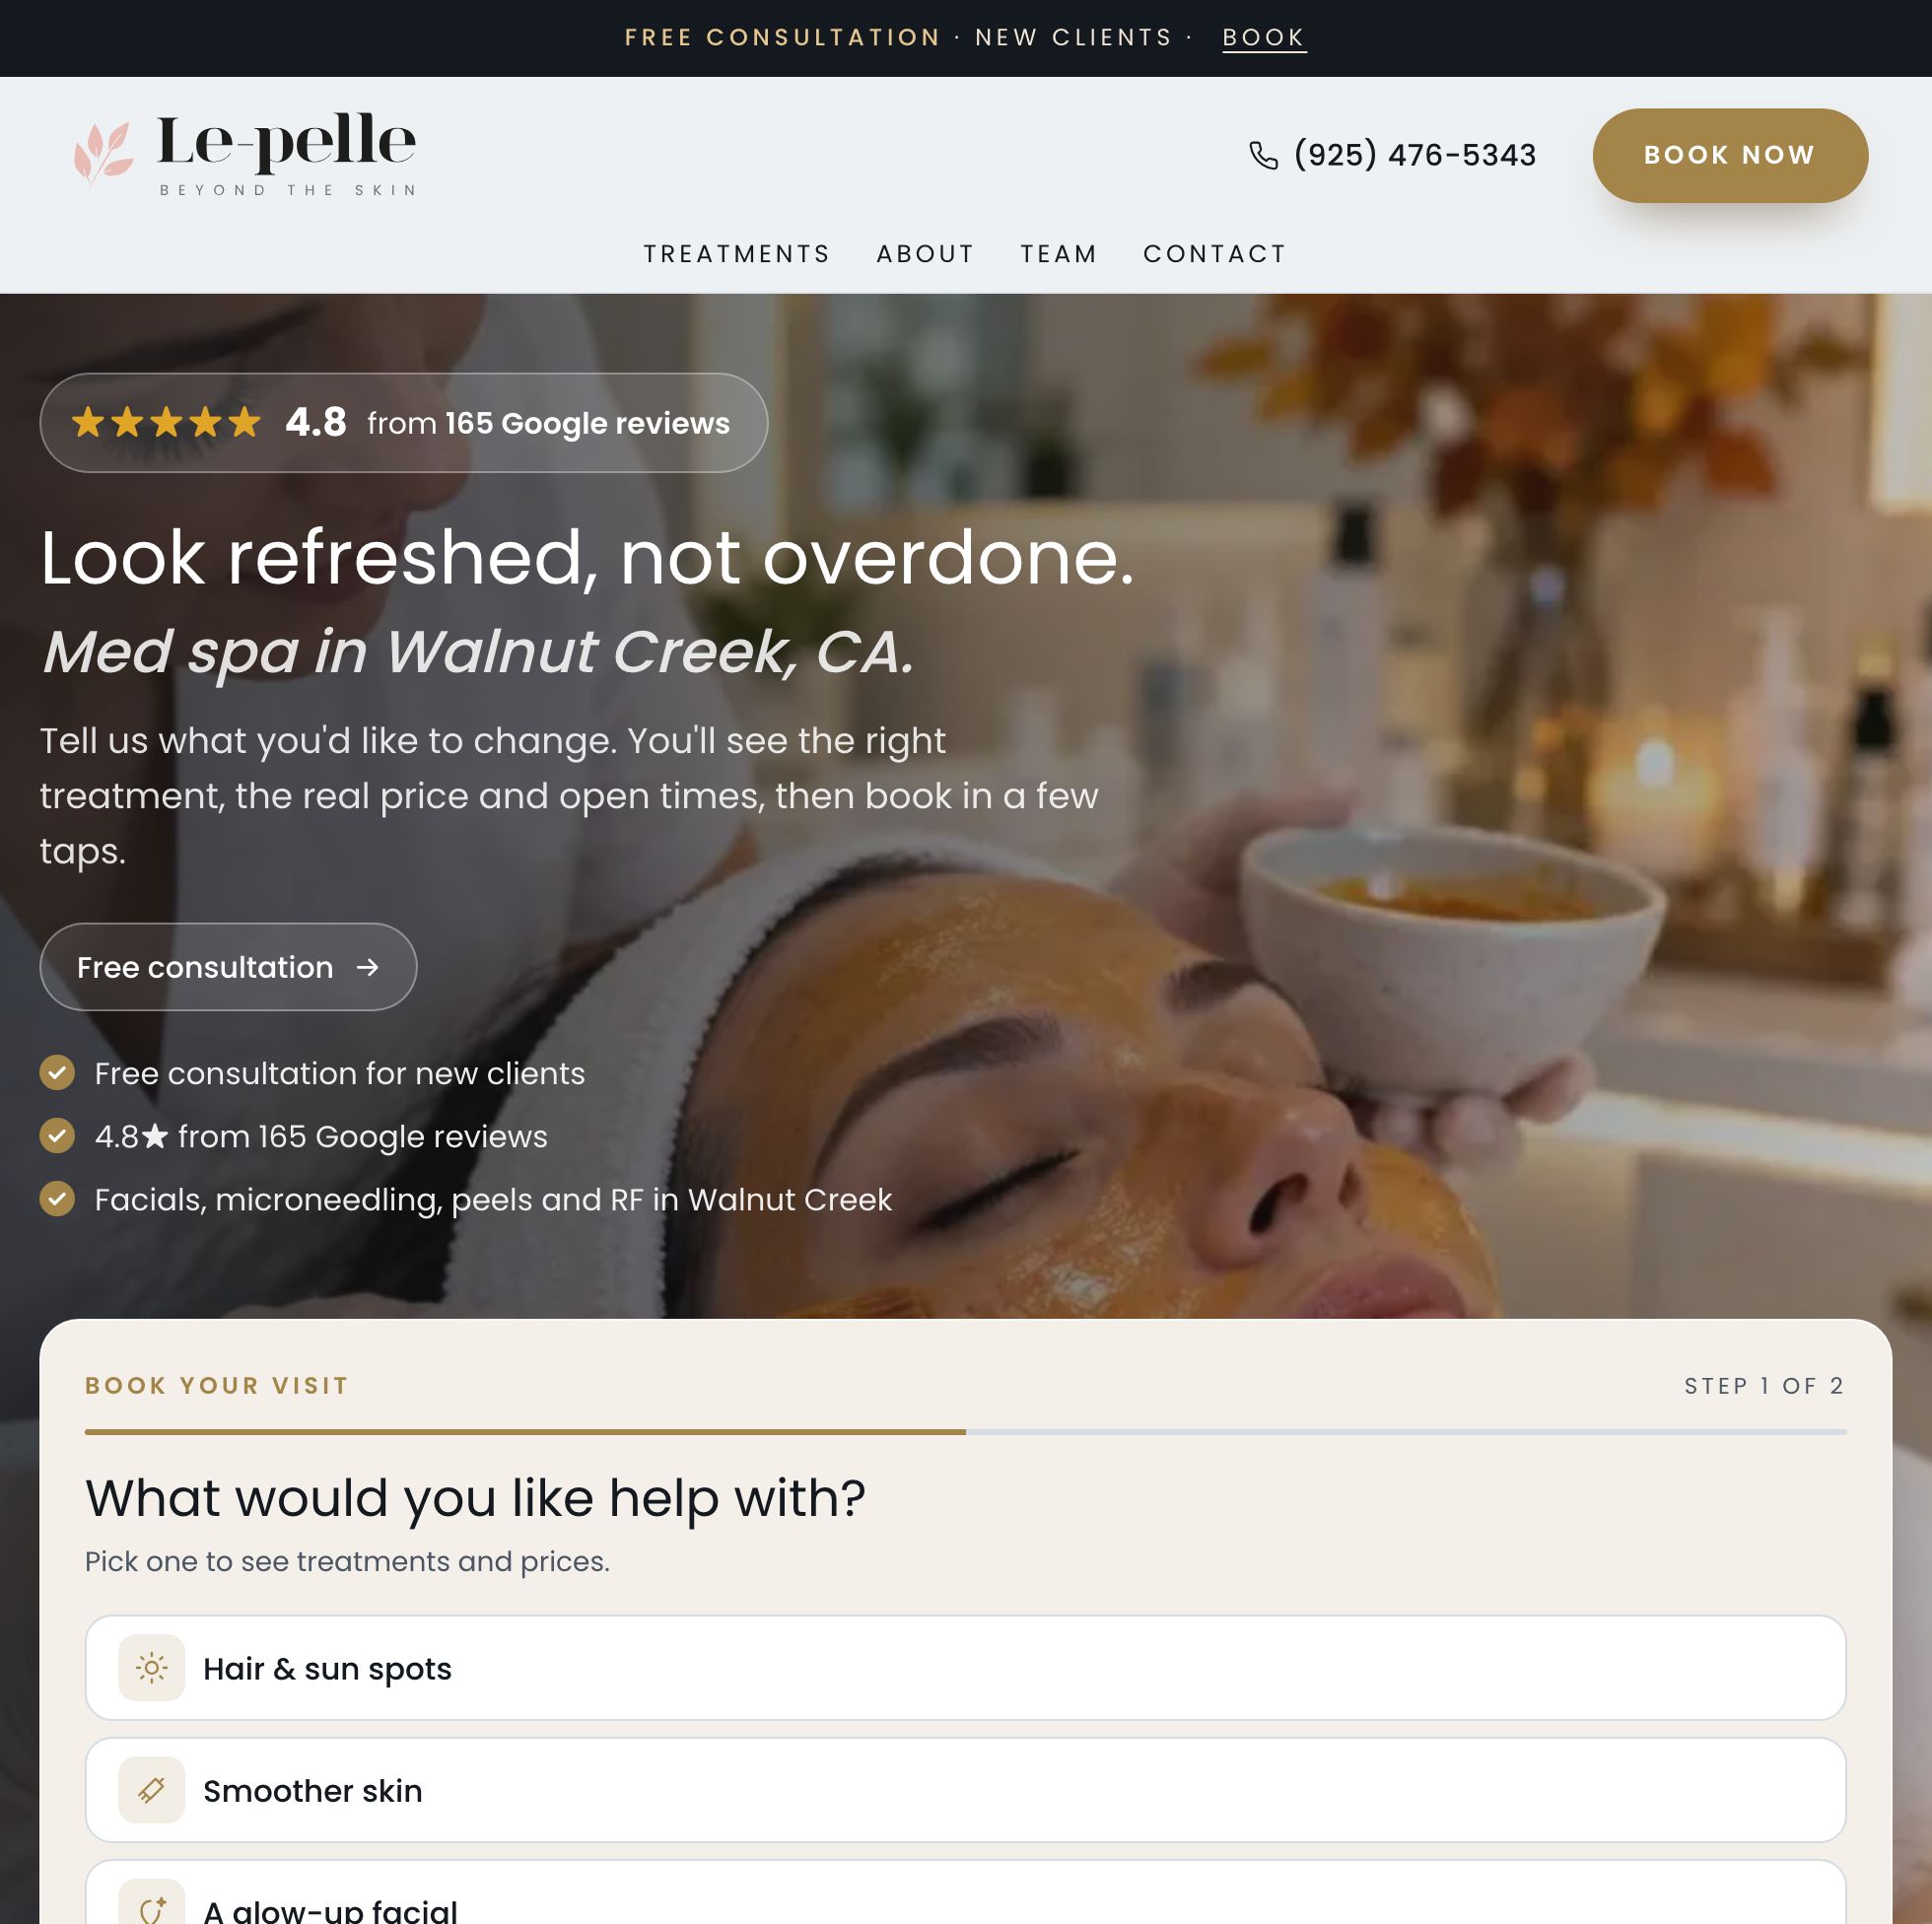 FREE CONSULTATION · NEW CLIENTS · BOOK
Le-pelle
BEYOND THE SKIN
(925) 476-5343
BOOK NOW
TREATMENTS ABOUT TEAM CONTACT
★★★★★ 4.8 from 165 Google reviews
Look refreshed, not overdone.
Med spa in Walnut Creek, CA.
Tell us what you'd like to change. You'll see the right
treatment, the real price and open times, then book in a few
taps.
Free consultation →
Free consultation for new clients
4.8★ from 165 Google reviews
Facials, microneedling, peels and RF in Walnut Creek
BOOK YOUR VISIT
STEP 1 OF 2
What would you like help with?
Pick one to see treatments and prices.
Hair & sun spots
Smoother skin
A glow-up facial